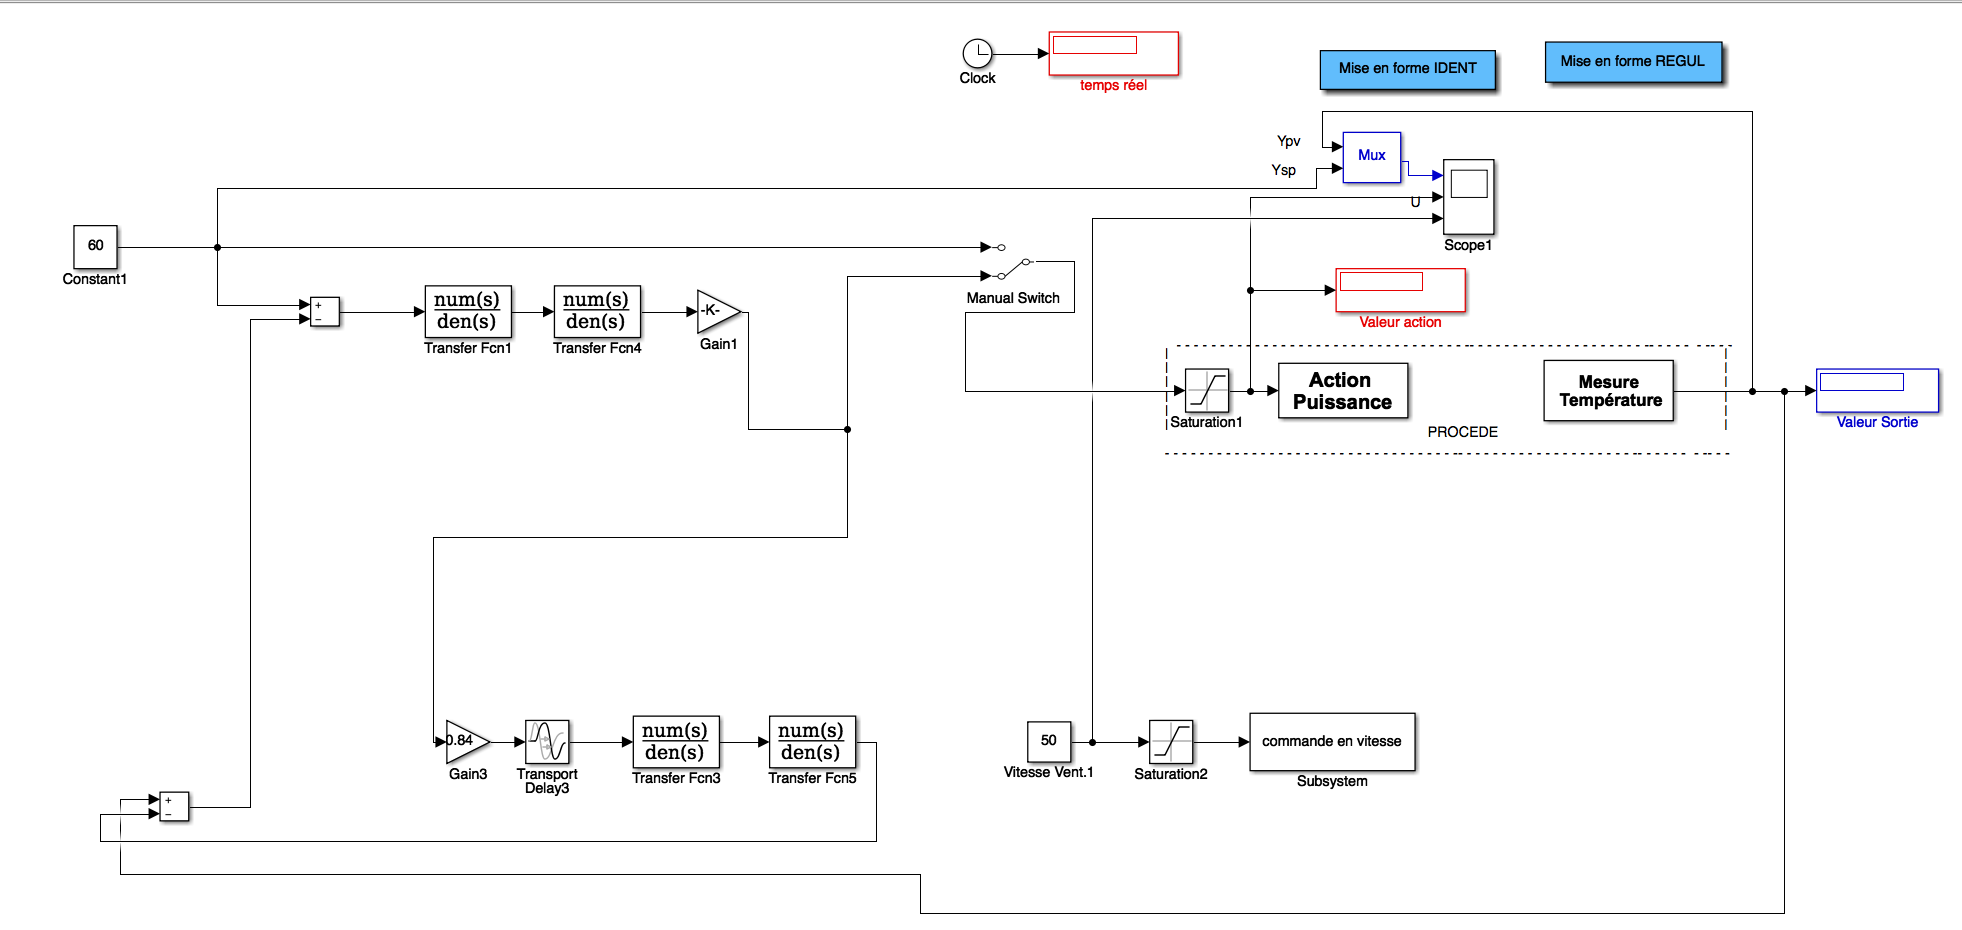 Clock
temps réel
Mise en forme IDENT
Mise en forme REGUL
Ypv
Ysp
Mux
U
Scope1
60
Constant1
Manual Switch
+
−
num(s)
den(s)
Transfer Fcn1
num(s)
den(s)
Transfer Fcn4
-K-
Gain1
Valeur action
Saturation1
Action
Puissance
Mesure
Température
PROCEDE
Valeur Sortie
0.84
Gain3
Transport
Delay3
num(s)
den(s)
Transfer Fcn3
num(s)
den(s)
Transfer Fcn5
50
Vitesse Vent.1
Saturation2
commande en vitesse
Subsystem
+
−